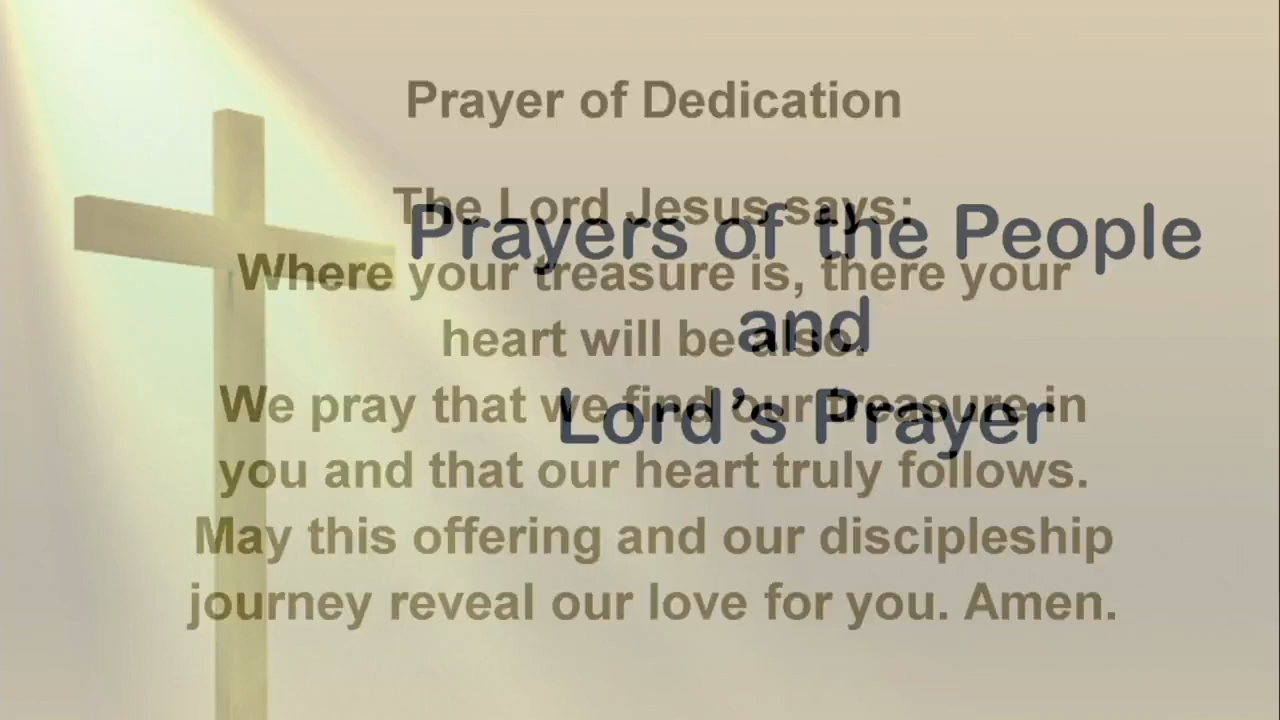 Prayer of Dedication
The Lord Jesus says:
Where your treasure is, there your
heart will be also.
We pray that we find our treasure in
you and that our heart truly follows.
May this offering and our discipleship
journey reveal our love for you. Amen.
Prayers of the People
and
Lord’s Prayer